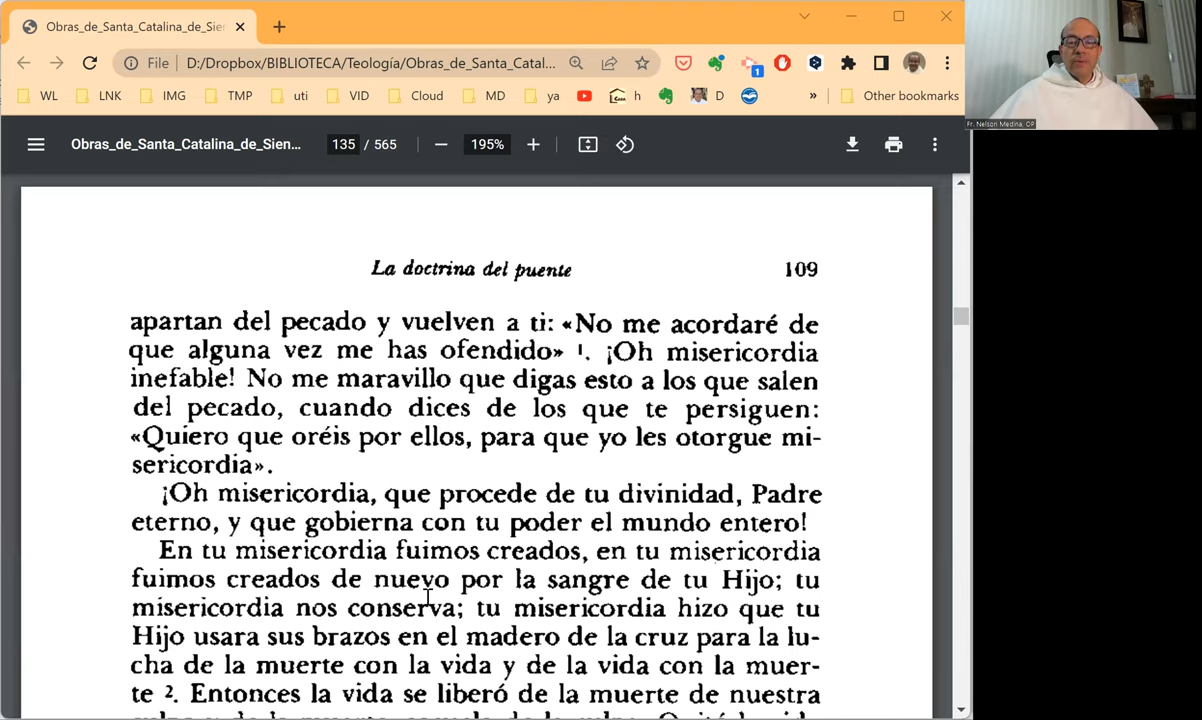 Obras_de_Santa_Catalina_de_Sie
File D:/Dropbox/BIBLIOTECA/Teología/Obras_de_Santa_Catal...
WL LNK IMG TMP uti VID Cloud MD ya h D » Other bookmarks
Obras_de_Santa_Catalina_de_Sien... 135 / 565 195%
Fr. Nelson Medina, OP
La doctrina del puente 109
apartan del pecado y vuelven a ti: «No me acordaré de
que alguna vez me has ofendido» 1. ¡Oh misericordia
inefable! No me maravillo que digas esto a los que salen
del pecado, cuando dices de los que te persiguen:
«Quiero que oréis por ellos, para que yo les otorgue mi-
sericordia».
¡Oh misericordia, que procede de tu divinidad, Padre
eterno, y que gobierna con tu poder el mundo entero!
En tu misericordia fuimos creados, en tu misericordia
fuimos creados de nuevo por la sangre de tu Hijo; tu
misericordia nos conserva; tu misericordia hizo que tu
Hijo usara sus brazos en el madero de la cruz para la lu-
cha de la muerte con la vida y de la vida con la muer-
te 2. Entonces la vida se liberó de la muerte de nuestra